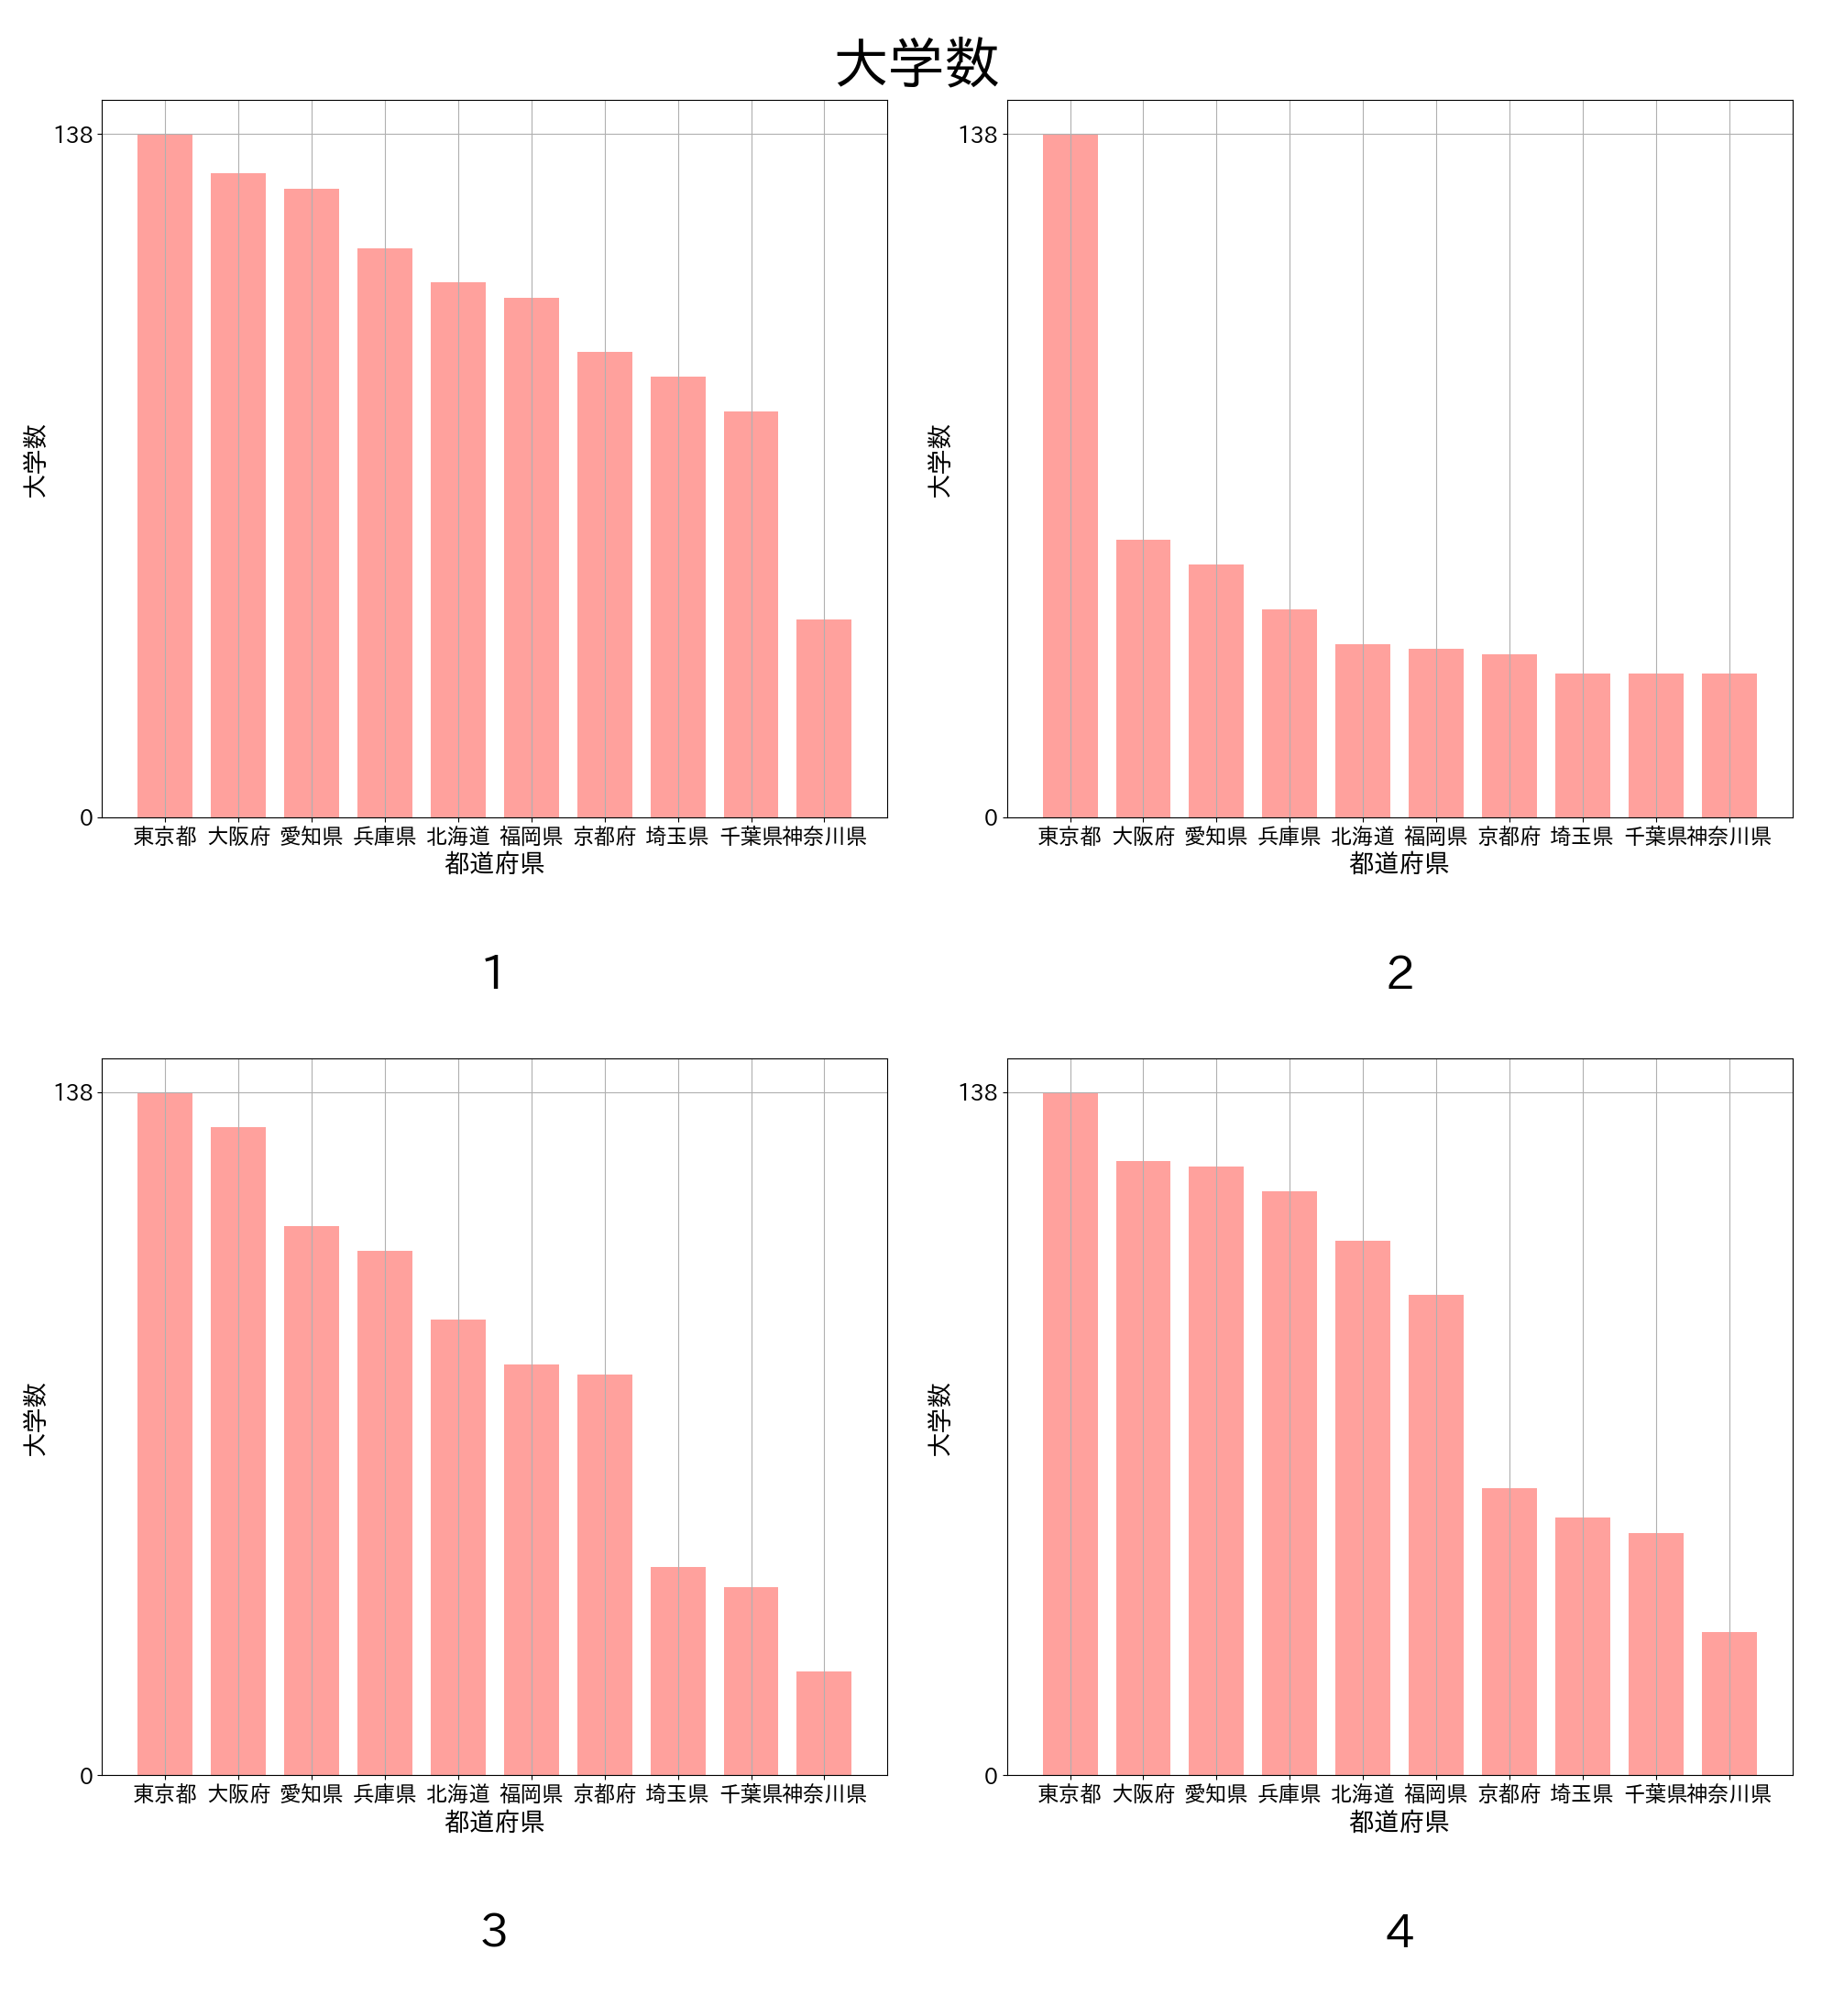 大学数
138
0
大学数
東京都 大阪府 愛知県 兵庫県 北海道 福岡県 京都府 埼玉県 千葉県 神奈川県
都道府県
1
138
0
大学数
東京都 大阪府 愛知県 兵庫県 北海道 福岡県 京都府 埼玉県 千葉県 神奈川県
都道府県
2
138
0
大学数
東京都 大阪府 愛知県 兵庫県 北海道 福岡県 京都府 埼玉県 千葉県 神奈川県
都道府県
3
138
0
大学数
東京都 大阪府 愛知県 兵庫県 北海道 福岡県 京都府 埼玉県 千葉県 神奈川県
都道府県
4